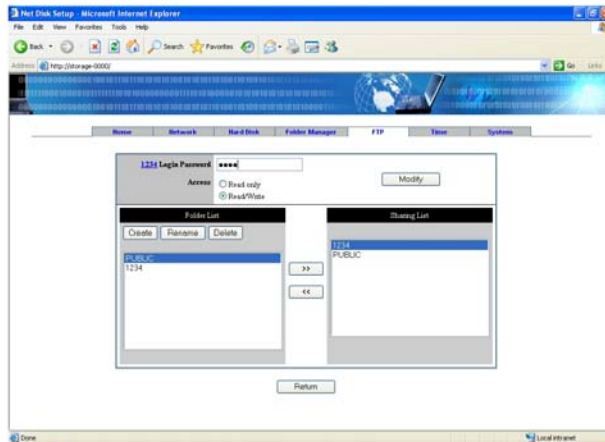 Net Disk Setup - Microsoft Internet Explorer
File Edit View Favorites Tools Help
Back Search Favorites
Address http://storage-0000/ Go Links
Home Network Hard Disk Folder Manager FTP Time System
1234 Login Password ●●●●
Access Read only Modify
Read/Write
Folder List Sharing List
Create Rename Delete
PUBLIC
1234
1234
PUBLIC
>>
<<
Return
Done Local intranet